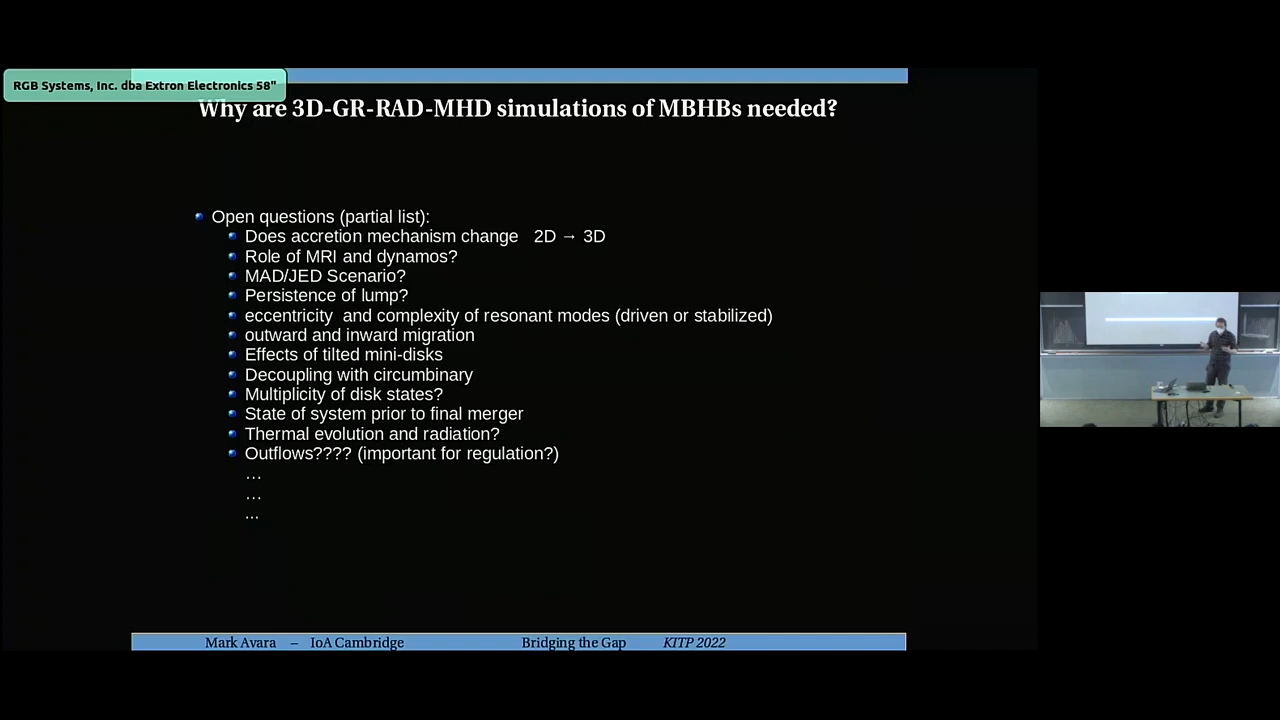 RGB Systems, Inc. dba Extron Electronics 58"
Why are 3D-GR-RAD-MHD simulations of MBHBs needed?
Open questions (partial list):
Does accretion mechanism change 2D → 3D
Role of MRI and dynamos?
MAD/JED Scenario?
Persistence of lump?
eccentricity and complexity of resonant modes (driven or stabilized)
outward and inward migration
Effects of tilted mini-disks
Decoupling with circumbinary
Multiplicity of disk states?
State of system prior to final merger
Thermal evolution and radiation?
Outflows???? (important for regulation?)
...
...
...
Mark Avara – IoA Cambridge Bridging the Gap KITP 2022